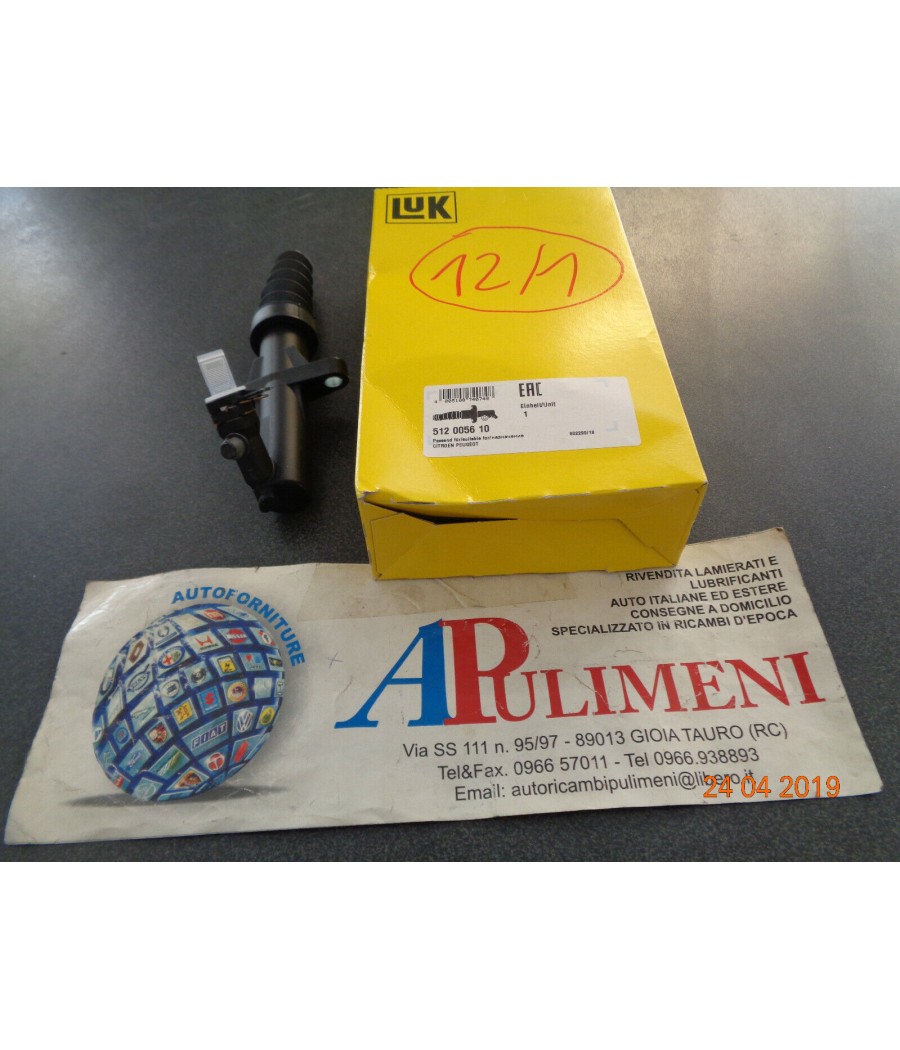 LUK
12/1
EAC
Einheit/Unit
1
512 0056 10
CITROEN PEUGEOT
AUTOFORNITURE
RIVENDITA LAMIERATI E
LUBRIFICANTI
AUTO ITALIANE ED ESTERE
CONSEGNE A DOMICILIO
SPECIALIZZATO IN RICAMBI D'EPOCA
APULIMENI
Via SS 111 n. 95/97 - 89013 GIOIA TAURO (RC)
Tel&Fax. 0966 57011 - Tel 0966.938893
Email: autoricambipulimeni@libero.it
24 04 2019
FIAT